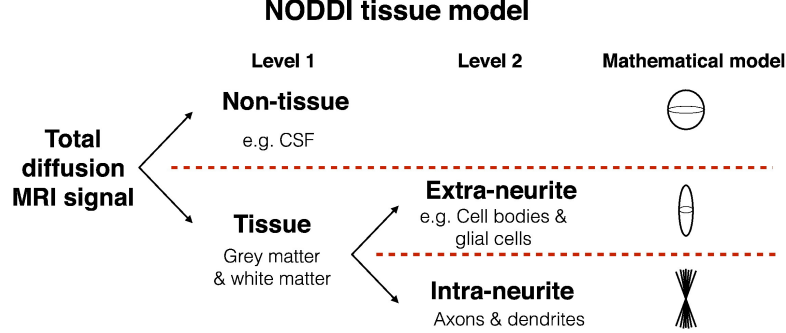 NODDI tissue model
Level 1
Level 2
Mathematical model
Non-tissue
e.g. CSF
Total
diffusion
MRI signal
Tissue
Grey matter
& white matter
Extra-neurite
e.g. Cell bodies &
glial cells
Intra-neurite
Axons & dendrites